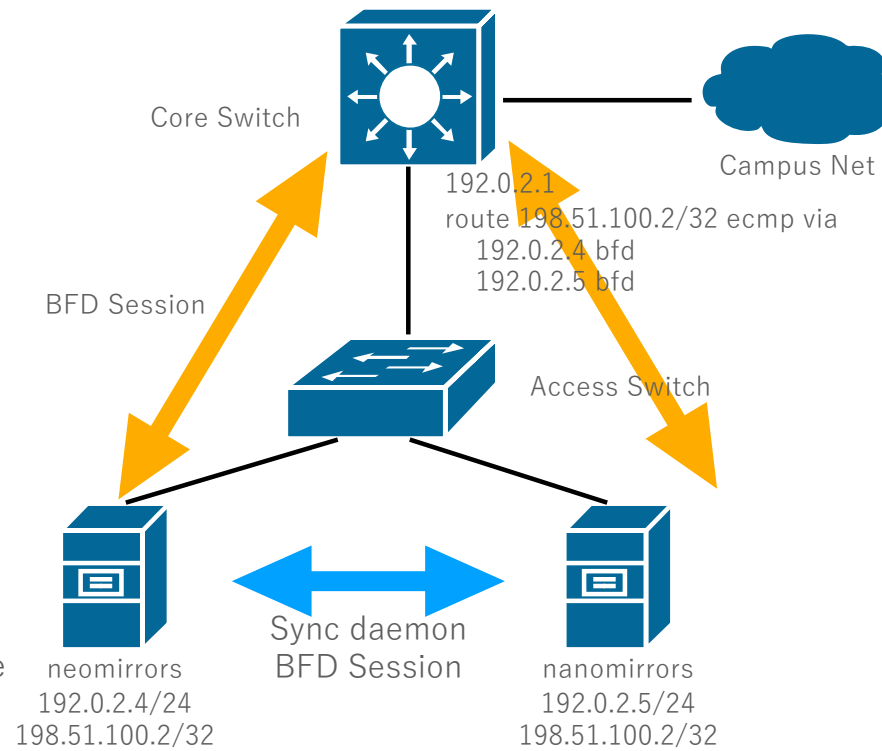 Core Switch
Campus Net
192.0.2.1
route 198.51.100.2/32 ecmp via
192.0.2.4 bfd
192.0.2.5 bfd
BFD Session
Access Switch
Sync daemon
BFD Session
e
neomirrors
192.0.2.4/24
198.51.100.2/32
nanomirrors
192.0.2.5/24
198.51.100.2/32